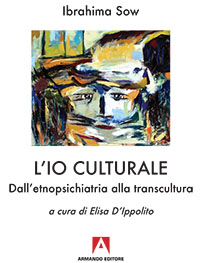 Ibrahima Sow
L'IO CULTURALE
Dall'etnopsichiatria alla transcultura
a cura di Elisa D'Ippolito
ARMANDO EDITORE